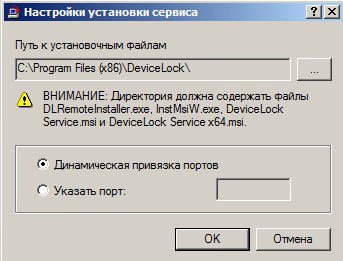 Настройки установки сервиса
Путь к установочным файлам
C:\Program Files (x86)\DeviceLock\
...
ВНИМАНИЕ: Директория должна содержать файлы
DLRemoteInstaller.exe, InstMsiW.exe, DeviceLock
Service.msi и DeviceLock Service x64.msi.
Динамическая привязка портов
Указать порт:
OK
Отмена